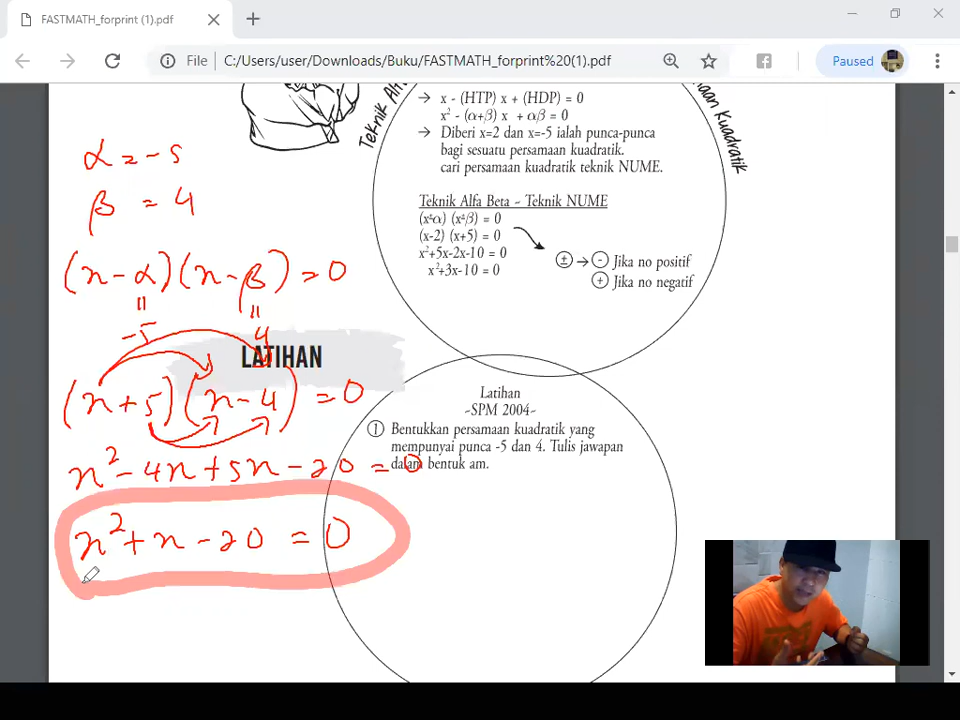 FASTMATH_forprint (1).pdf
File C:/Users/user/Downloads/Buku/FASTMATH_forprint%20(1).pdf
Paused
→ x - (HTP) x + (HDP) = 0
x² - (α+β) x + αβ = 0
→ Diberi x=2 dan x=-5 ialah punca-punca
bagi sesuatu persamaan kuadratik.
cari persamaan kuadratik teknik NUME.
Teknik Alfa Beta - Teknik NUME
(x±α) (x±β) = 0
(x-2) (x+5) = 0
x²+5x-2x-10 = 0
x²+3x-10 = 0
± → - Jika no positif
+ Jika no negatif
α = -5
β = 4
(x-α)(x-β) = 0
-5
4
LATIHAN
(x+5)(x-4) = 0
x²-4x+5x-20 = 0
x²+x-20 = 0
Latihan
-SPM 2004-
① Bentukkan persamaan kuadratik yang
mempunyai punca -5 dan 4. Tulis jawapan
dalam bentuk am.